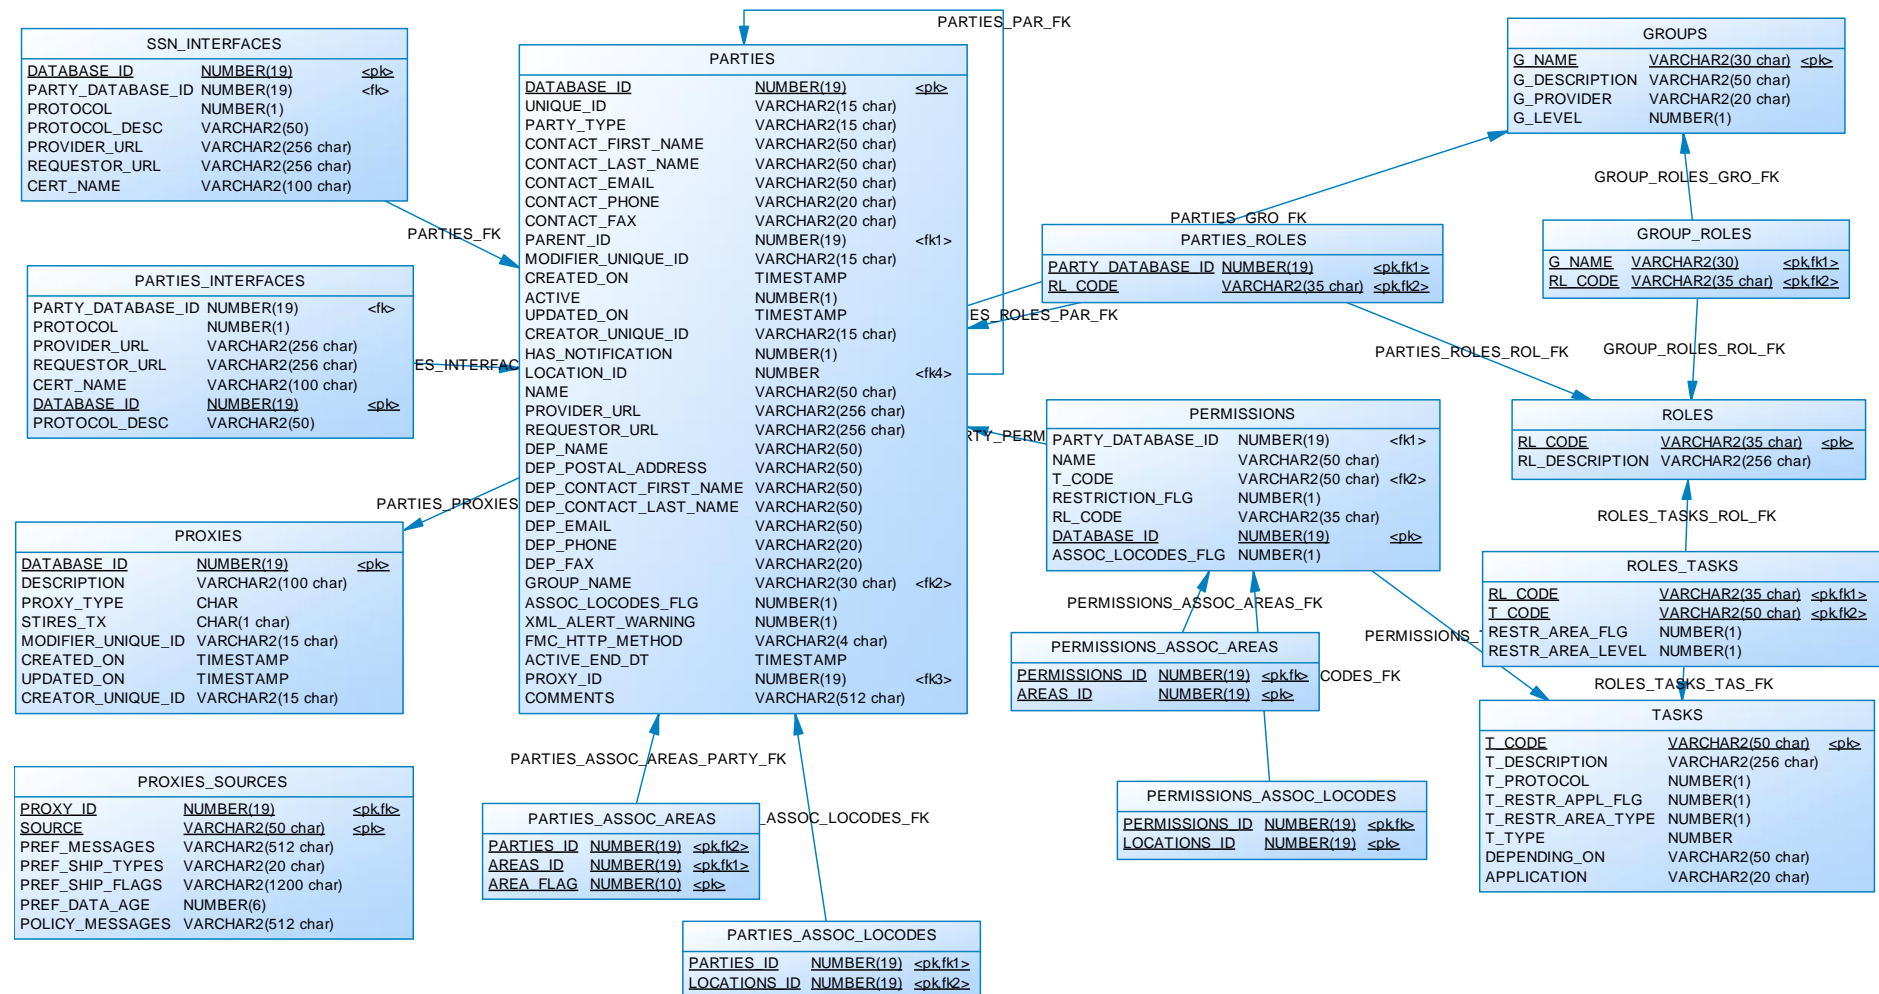 PARTIES_PAR_FK
SSN_INTERFACES
DATABASE_ID NUMBER(19) <pk>
PARTY_DATABASE_ID NUMBER(19) <fk>
PROTOCOL NUMBER(1)
PROTOCOL_DESC VARCHAR2(50)
PROVIDER_URL VARCHAR2(256 char)
REQUESTOR_URL VARCHAR2(256 char)
CERT_NAME VARCHAR2(100 char)
PARTIES_FK
PARTIES_INTERFACES
PARTY_DATABASE_ID NUMBER(19) <fk>
PROTOCOL NUMBER(1)
PROVIDER_URL VARCHAR2(256 char)
REQUESTOR_URL VARCHAR2(256 char)
CERT_NAME VARCHAR2(100 char)
DATABASE_ID NUMBER(19) <pk>
PROTOCOL_DESC VARCHAR2(50)
ES_INTERFAC
PARTIES_PROXIES
PROXIES
DATABASE_ID NUMBER(19) <pk>
DESCRIPTION VARCHAR2(100 char)
PROXY_TYPE CHAR
STIRES_TX CHAR(1 char)
MODIFIER_UNIQUE_ID VARCHAR2(15 char)
CREATED_ON TIMESTAMP
UPDATED_ON TIMESTAMP
CREATOR_UNIQUE_ID VARCHAR2(15 char)
PROXIES_SOURCES
PROXY_ID NUMBER(19) <pk,fk>
SOURCE VARCHAR2(50 char) <pk>
PREF_MESSAGES VARCHAR2(512 char)
PREF_SHIP_TYPES VARCHAR2(20 char)
PREF_SHIP_FLAGS VARCHAR2(1200 char)
PREF_DATA_AGE NUMBER(6)
POLICY_MESSAGES VARCHAR2(512 char)
PARTIES
DATABASE_ID NUMBER(19) <pk>
UNIQUE_ID VARCHAR2(15 char)
PARTY_TYPE VARCHAR2(15 char)
CONTACT_FIRST_NAME VARCHAR2(50 char)
CONTACT_LAST_NAME VARCHAR2(50 char)
CONTACT_EMAIL VARCHAR2(50 char)
CONTACT_PHONE VARCHAR2(20 char)
CONTACT_FAX VARCHAR2(20 char)
PARENT_ID NUMBER(19) <fk1>
MODIFIER_UNIQUE_ID VARCHAR2(15 char)
CREATED_ON TIMESTAMP
ACTIVE NUMBER(1)
UPDATED_ON TIMESTAMP
CREATOR_UNIQUE_ID VARCHAR2(15 char)
HAS_NOTIFICATION NUMBER(1)
LOCATION_ID NUMBER <fk4>
NAME VARCHAR2(50 char)
PROVIDER_URL VARCHAR2(256 char)
REQUESTOR_URL VARCHAR2(256 char)
DEP_NAME VARCHAR2(50)
DEP_POSTAL_ADDRESS VARCHAR2(50)
DEP_CONTACT_FIRST_NAME VARCHAR2(50)
DEP_CONTACT_LAST_NAME VARCHAR2(50)
DEP_EMAIL VARCHAR2(50)
DEP_PHONE VARCHAR2(20)
DEP_FAX VARCHAR2(20)
GROUP_NAME VARCHAR2(30 char) <fk2>
ASSOC_LOCODES_FLG NUMBER(1)
XML_ALERT_WARNING NUMBER(1)
FMC_HTTP_METHOD VARCHAR2(4 char)
ACTIVE_END_DT TIMESTAMP
PROXY_ID NUMBER(19) <fk3>
COMMENTS VARCHAR2(512 char)
PARTIES_ASSOC_AREAS_PARTY_FK
PARTIES_ASSOC_AREAS
PARTIES_ID NUMBER(19) <pk,fk2>
AREAS_ID NUMBER(19) <pk,fk1>
AREA_FLAG NUMBER(10) <pk>
_ASSOC_LOCODES_FK
PARTIES_ASSOC_LOCODES
PARTIES_ID NUMBER(19) <pk,fk1>
LOCATIONS_ID NUMBER(19) <pk,fk2>
PARTIES_GRO_FK
PARTIES_ROLES
PARTY_DATABASE_ID NUMBER(19) <pk,fk1>
RL_CODE VARCHAR2(35 char) <pk,fk2>
ES_ROLES_PAR_FK
PARTIES_ROLES_ROL_FK
PERMISSIONS
PARTY_DATABASE_ID NUMBER(19) <fk1>
NAME VARCHAR2(50 char)
T_CODE VARCHAR2(50 char) <fk2>
RESTRICTION_FLG NUMBER(1)
RL_CODE VARCHAR2(35 char)
DATABASE_ID NUMBER(19) <pk>
ASSOC_LOCODES_FLG NUMBER(1)
RTY_PERM
PERMISSIONS_ASSOC_AREAS_FK
PERMISSIONS_ASSOC_AREAS
PERMISSIONS_ID NUMBER(19) <pk,fk>
AREAS_ID NUMBER(19) <pk>
CODES_FK
PERMISSIONS_
PERMISSIONS_ASSOC_LOCODES
PERMISSIONS_ID NUMBER(19) <pk,fk>
LOCATIONS_ID NUMBER(19) <pk>
GROUPS
G_NAME VARCHAR2(30 char) <pk>
G_DESCRIPTION VARCHAR2(50 char)
G_PROVIDER VARCHAR2(20 char)
G_LEVEL NUMBER(1)
GROUP_ROLES_GRO_FK
GROUP_ROLES
G_NAME VARCHAR2(30) <pk,fk1>
RL_CODE VARCHAR2(35 char) <pk,fk2>
GROUP_ROLES_ROL_FK
ROLES
RL_CODE VARCHAR2(35 char) <pk>
RL_DESCRIPTION VARCHAR2(256 char)
ROLES_TASKS_ROL_FK
ROLES_TASKS
RL_CODE VARCHAR2(35 char) <pk,fk1>
T_CODE VARCHAR2(50 char) <pk,fk2>
RESTR_AREA_FLG NUMBER(1)
RESTR_AREA_LEVEL NUMBER(1)
ROLES_TASKS_TAS_FK
TASKS
T_CODE VARCHAR2(50 char) <pk>
T_DESCRIPTION VARCHAR2(256 char)
T_PROTOCOL NUMBER(1)
T_RESTR_APPL_FLG NUMBER(1)
T_RESTR_AREA_TYPE NUMBER(1)
T_TYPE NUMBER
DEPENDING_ON VARCHAR2(50 char)
APPLICATION VARCHAR2(20 char)